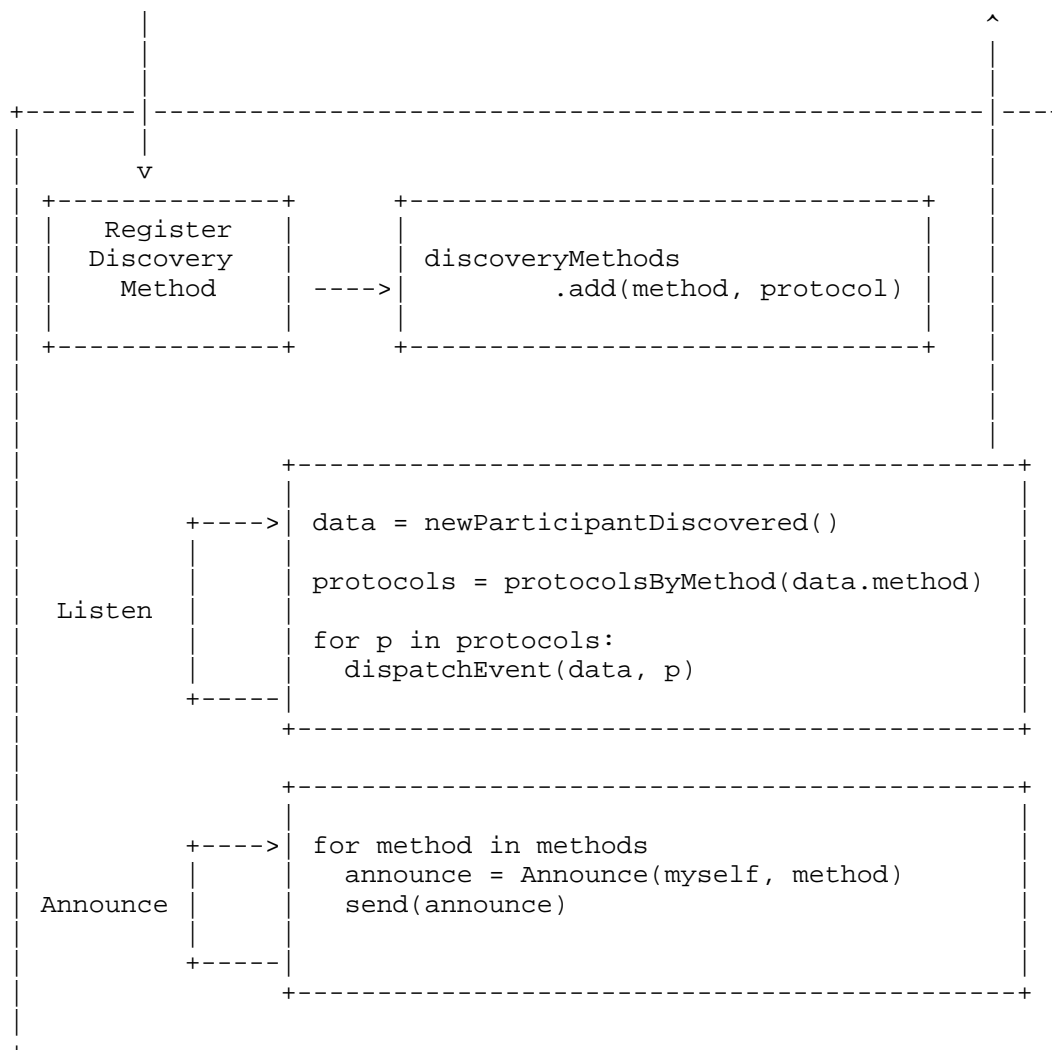 Register
Discovery
Method
discoveryMethods
.add(method, protocol)
Listen
data = newParticipantDiscovered()
protocols = protocolsByMethod(data.method)
for p in protocols:
dispatchEvent(data, p)
Announce
for method in methods
announce = Announce(myself, method)
send(announce)